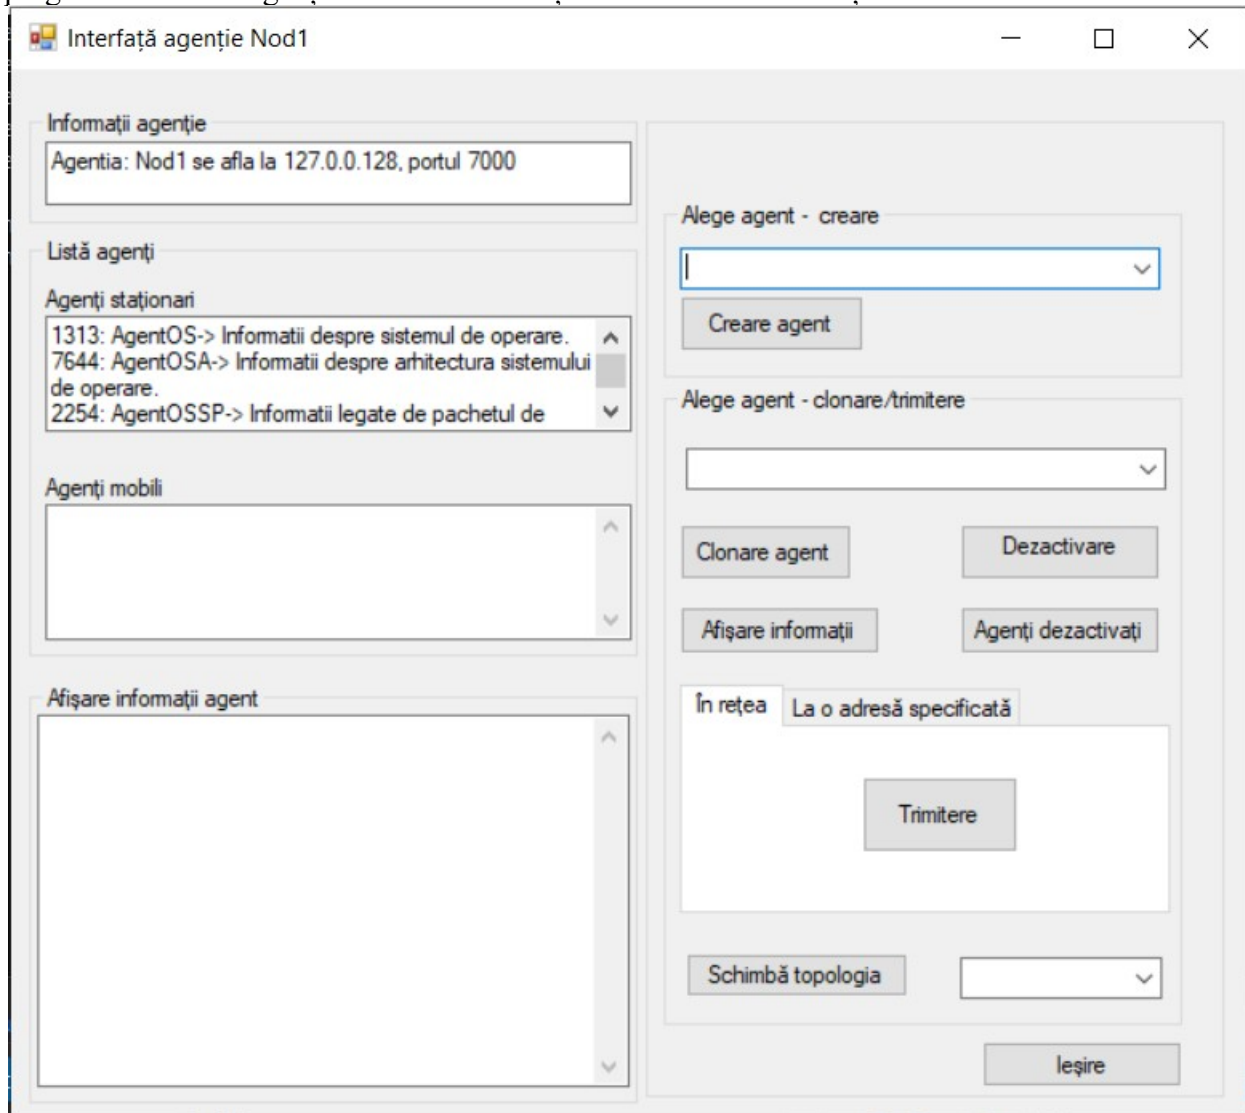 Interfață agenție Nod1
Informații agenție
Agentia: Nod1 se afla la 127.0.0.128, portul 7000
Listă agenți
Agenți staționari
1313: AgentOS-> Informatii despre sistemul de operare.
7644: AgentOSA-> Informatii despre arhitectura sistemului
de operare.
2254: AgentOSSP-> Informatii legate de pachetul de
Agenți mobili
Afișare informații agent
Alege agent - creare
Creare agent
Alege agent - clonare/trimitere
Clonare agent
Dezactivare
Afișare informații
Agenți dezactivați
În rețea
La o adresă specificată
Trimitere
Schimbă topologia
Ieșire